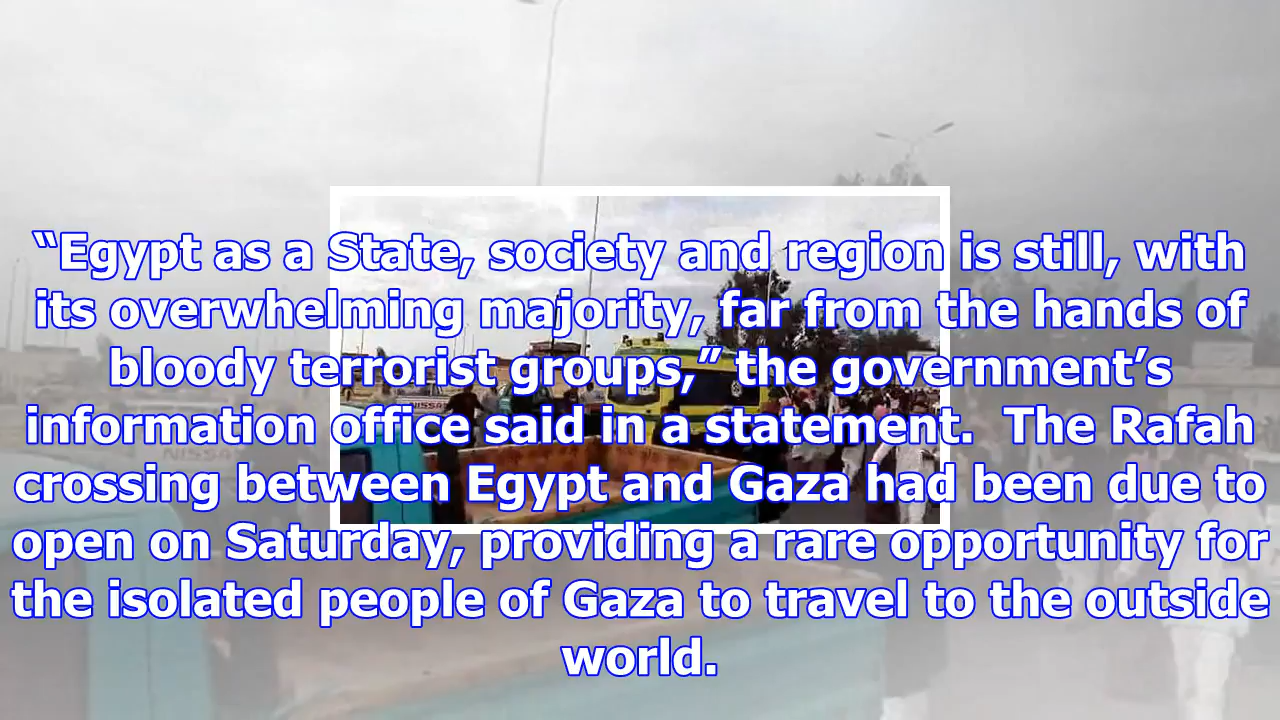 “Egypt as a State, society and region is still, with
its overwhelming majority, far from the hands of
bloody terrorist groups,” the government’s
information office said in a statement.  The Rafah
crossing between Egypt and Gaza had been due to
open on Saturday, providing a rare opportunity for
the isolated people of Gaza to travel to the outside
world.
NISSAN